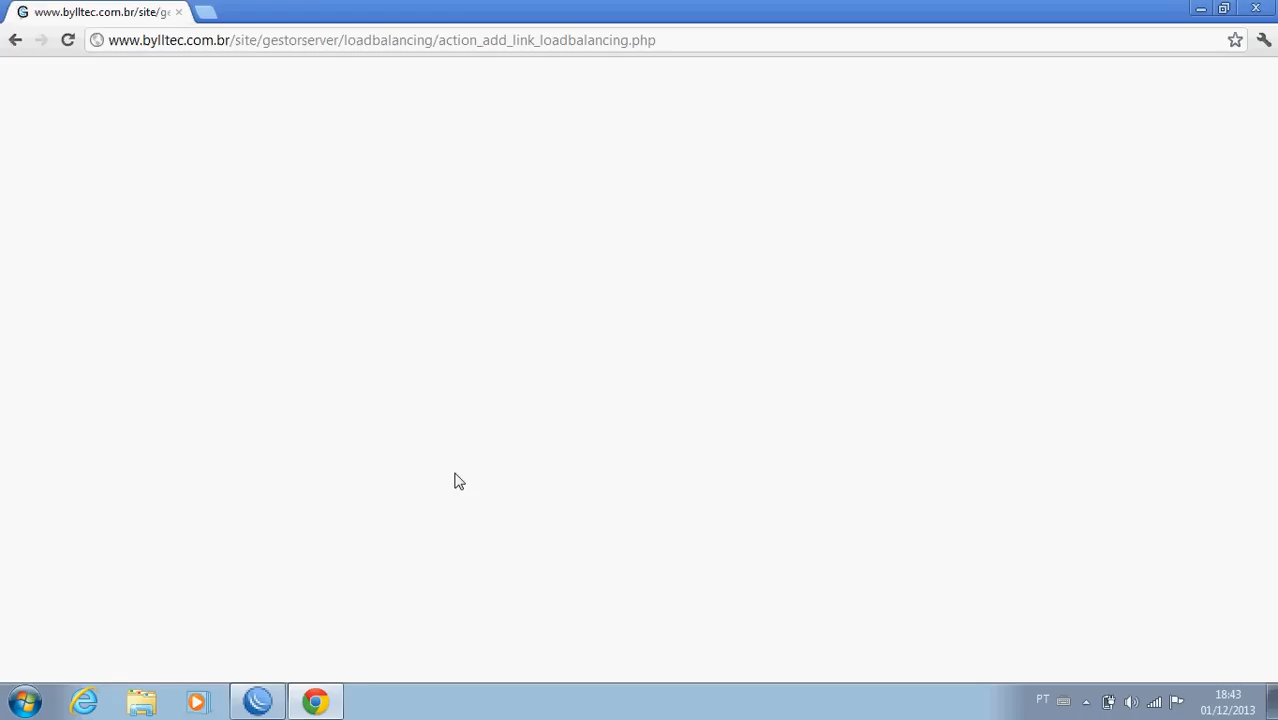 www.bylltec.com.br/site/ge
www.bylltec.com.br/site/gestorserver/loadbalancing/action_add_link_loadbalancing.php
PT
18:43
01/12/2013